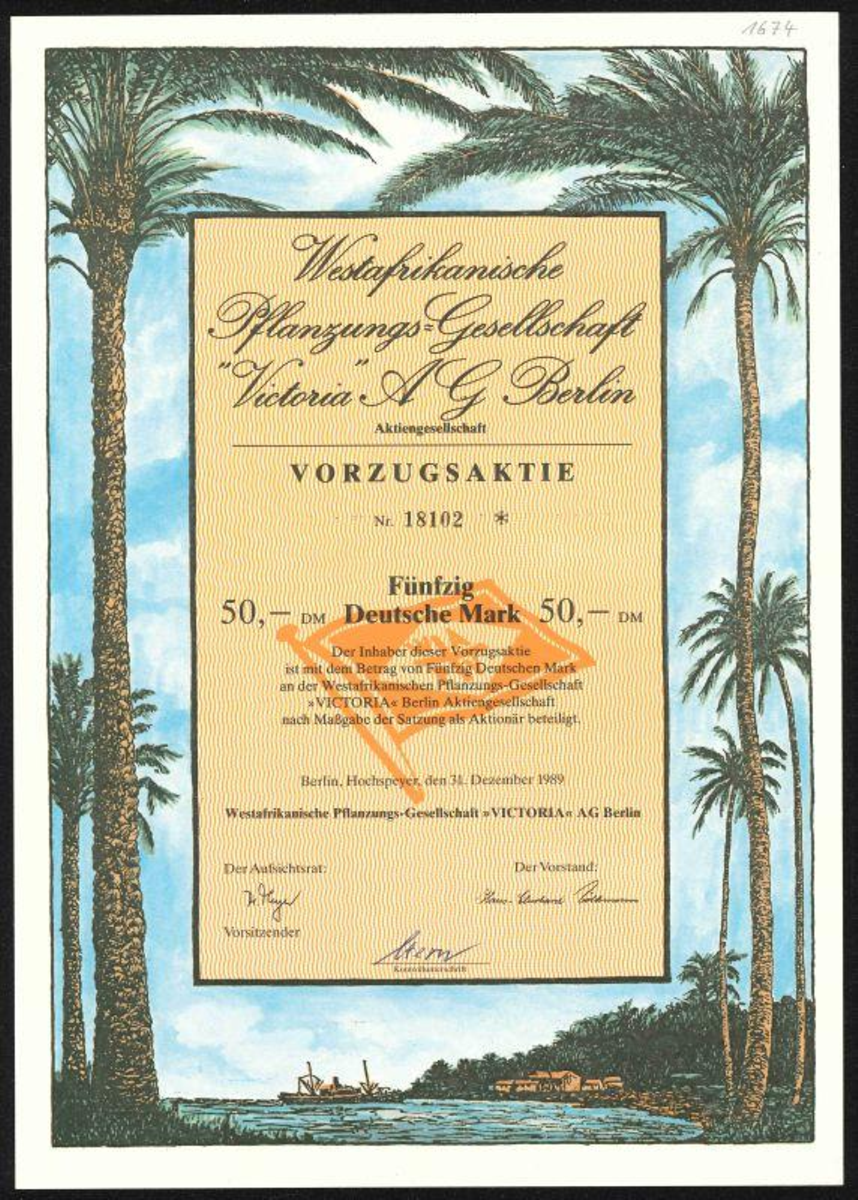 1674
Westafrikanische
Pflanzungs=Gesellschaft
"Victoria" A G Berlin
Aktiengesellschaft
VORZUGSAKTIE
Nr. 18102 *
Fünfzig
50,– DM Deutsche Mark 50,– DM
Der Inhaber dieser Vorzugsaktie
ist mit dem Betrag von Fünfzig Deutschen Mark
an der Westafrikanischen Pflanzungs-Gesellschaft
»VICTORIA« Berlin Aktiengesellschaft
nach Maßgabe der Satzung als Aktionär beteiligt.
Berlin, Hochspeyer, den 31. Dezember 1989
Westafrikanische Pflanzungs-Gesellschaft »VICTORIA« AG Berlin
Der Aufsichtsrat: Der Vorstand:
Vorsitzender
Kontrollunterschrift